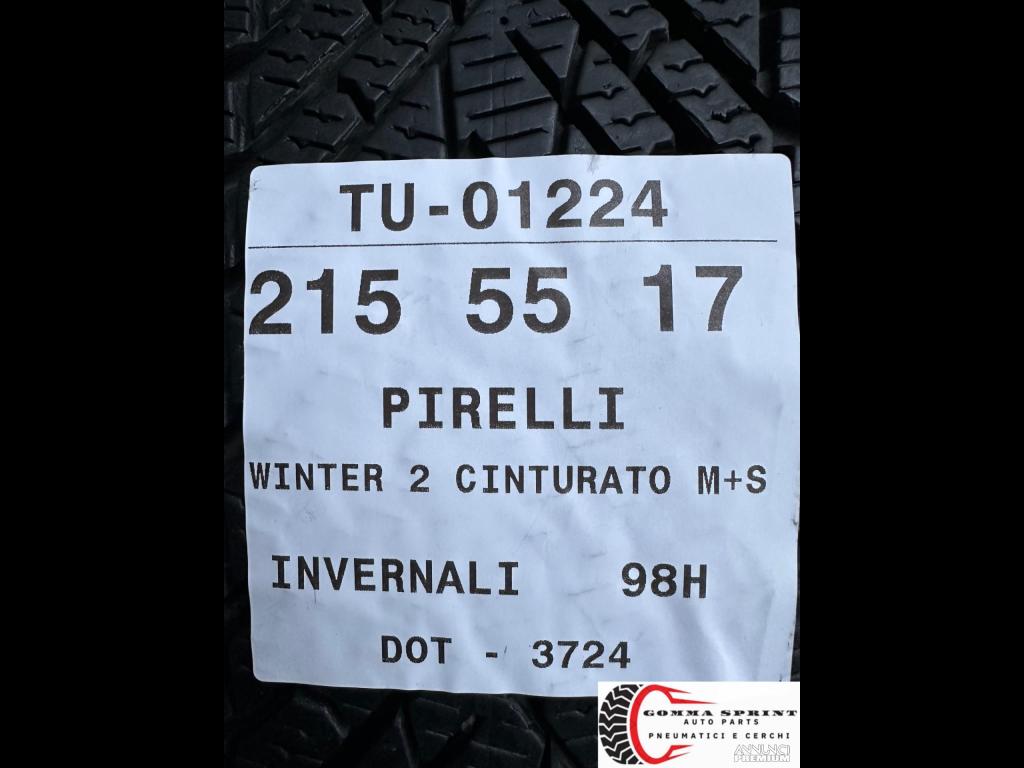 TU-01224
215 55 17
PIRELLI
WINTER 2 CINTURATO M+S
INVERNALI 98H
DOT - 3724
GOMMA SPRINT
AUTO PARTS
PNEUMATICI E CERCHI
ANNUNCI
PREMIUM